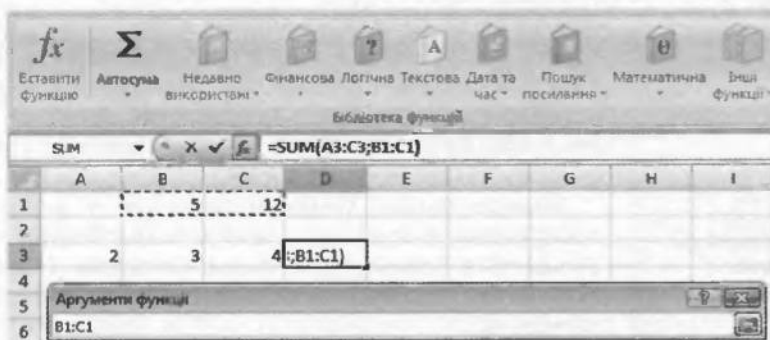 fx Σ ? A θ
Вставити Автосума Недавно Фінансова Логічна Текстова Дата та Пошук Математична Інші
функцію використані час посилання функції
Бібліотека функцій
SUM fx =SUM(A3:C3;B1:C1)
A B C D E F G H I
1 5 12
2
3 2 3 4 :;B1:C1)
4
5 Аргументи функції ?
6 B1:C1